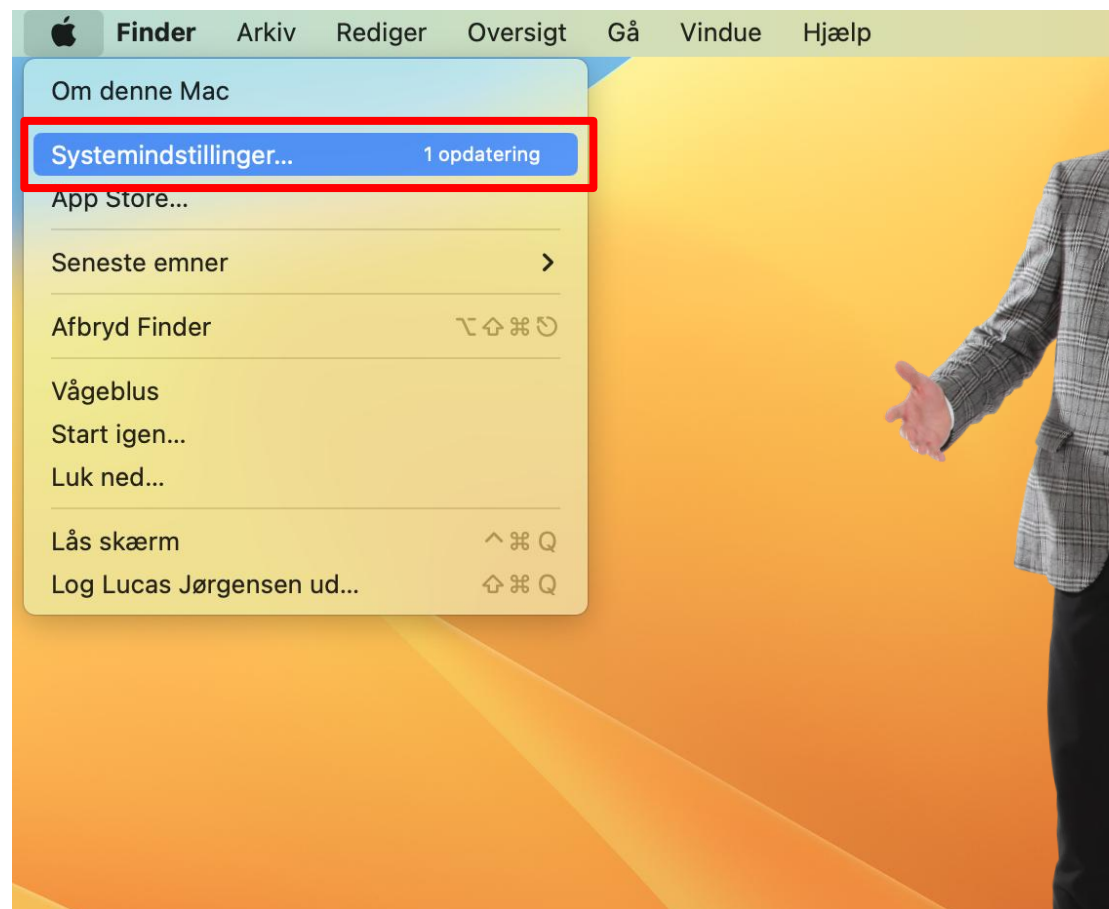 Finder Arkiv Rediger Oversigt Gå Vindue Hjælp
Om denne Mac
Systemindstillinger... 1 opdatering
App Store...
Seneste emner
Afbryd Finder ⌥⇧⌘⎋
Vågeblus
Start igen...
Luk ned...
Lås skærm ^⌘Q
Log Lucas Jørgensen ud... ⇧⌘Q